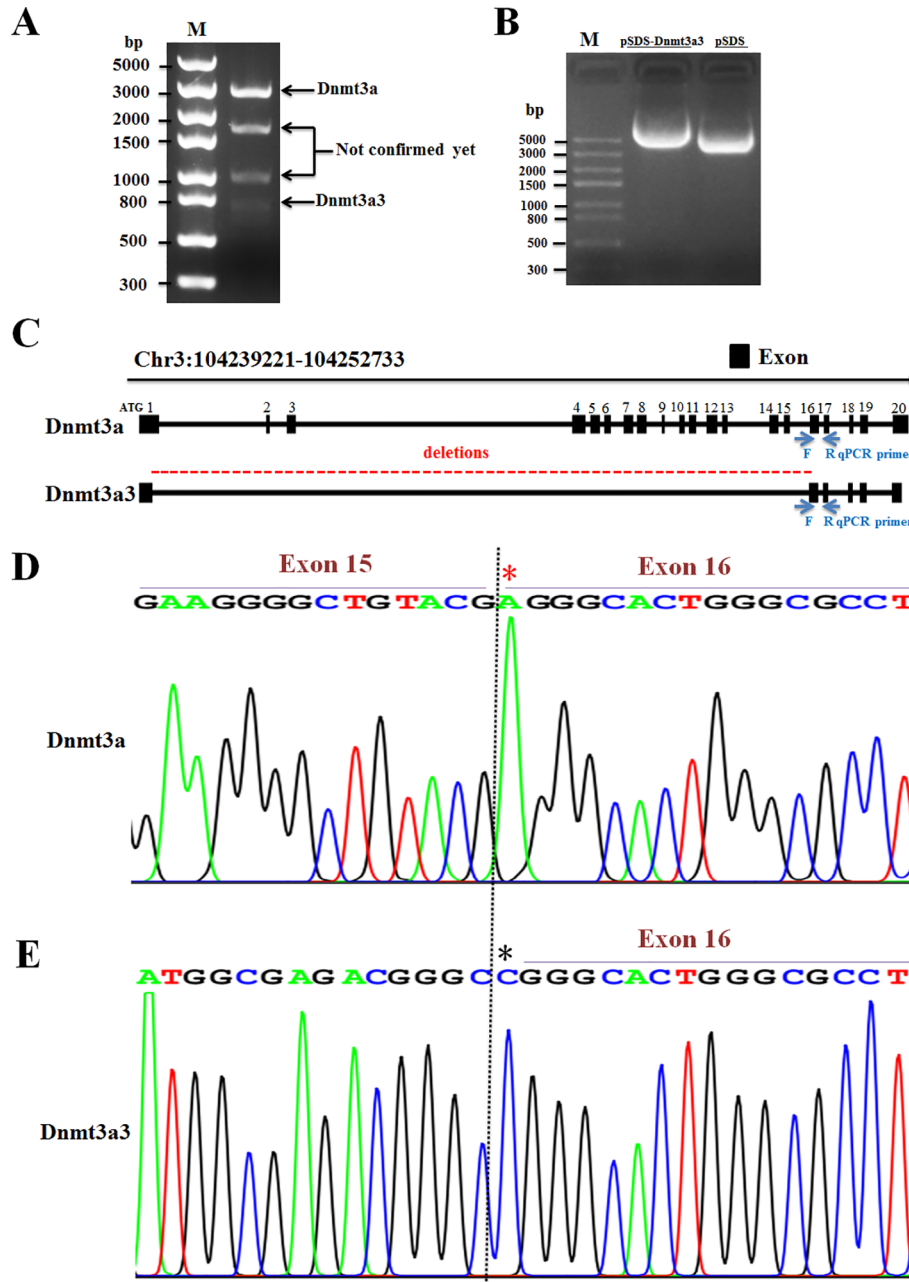 A
M
bp
5000
3000
2000
1500
1000
800
500
300
Dnmt3a
Not confirmed yet
Dnmt3a3
B
M
pSDS-Dnmt3a3
pSDS
bp
5000
3000
2000
1500
1000
800
500
300
C
Chr3:104239221-104252733
Exon
ATG 1 2 3 4 5 6 7 8 9 10 11 12 13 14 15 16 17 18 19 20
Dnmt3a
F R qPCR primer
deletions
Dnmt3a3
F R qPCR primer
D
Exon 15 * Exon 16
GAAGGGGCTGTACGAGGGCACTGGGCGCCT
Dnmt3a
E
* Exon 16
ATGGCGAGACGGGCCGGGCACTGGGCGCCT
Dnmt3a3